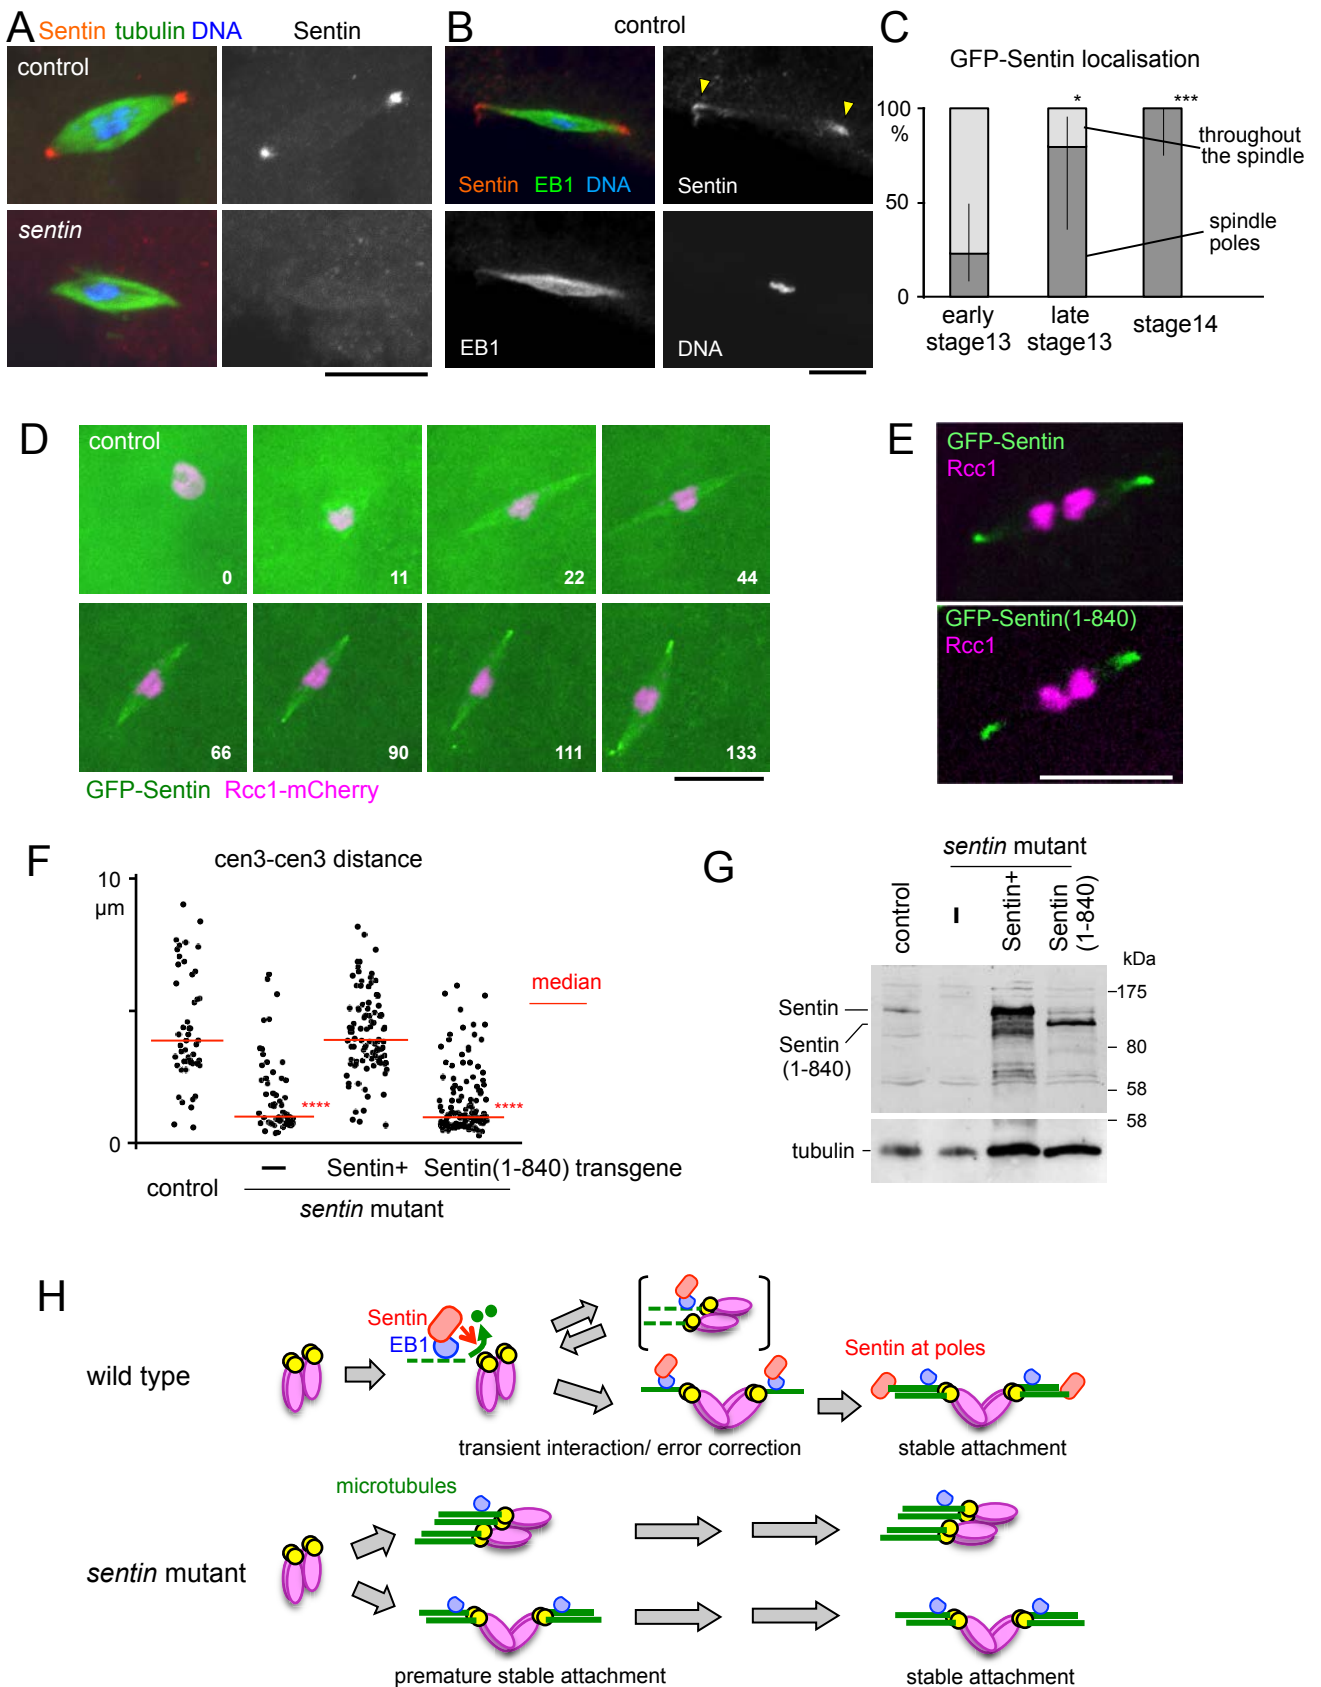 A
Sentin tubulin DNA
Sentin
control
sentin
B
control
Sentin EB1 DNA
Sentin
EB1
DNA
C
GFP-Sentin localisation
100
%
50
0
*
***
throughout
the spindle
spindle
poles
early
stage13
late
stage13
stage14
D
control
0
11
22
44
66
90
111
133
GFP-Sentin Rcc1-mCherry
E
GFP-Sentin
Rcc1
GFP-Sentin(1-840)
Rcc1
F
cen3-cen3 distance
10
µm
0
median
****
****
control
–
Sentin+
Sentin(1-840) transgene
sentin mutant
G
sentin mutant
control
–
Sentin+
Sentin
(1-840)
kDa
175
80
58
58
Sentin
Sentin
(1-840)
tubulin
H
wild type
Sentin
EB1
Sentin at poles
transient interaction/ error correction
stable attachment
microtubules
sentin mutant
premature stable attachment
stable attachment